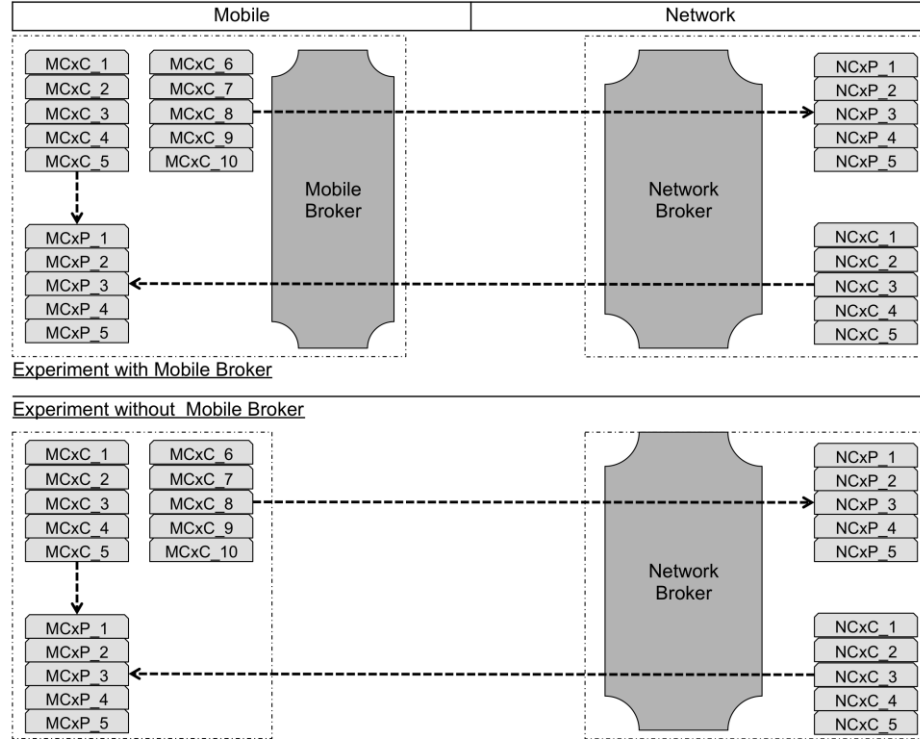 Mobile
Network
MCxC_1
MCxC_2
MCxC_3
MCxC_4
MCxC_5
MCxC_6
MCxC_7
MCxC_8
MCxC_9
MCxC_10
MCxP_1
MCxP_2
MCxP_3
MCxP_4
MCxP_5
Mobile
Broker
Network
Broker
NCxP_1
NCxP_2
NCxP_3
NCxP_4
NCxP_5
NCxC_1
NCxC_2
NCxC_3
NCxC_4
NCxC_5
Experiment with Mobile Broker
Experiment without Mobile Broker
MCxC_1
MCxC_2
MCxC_3
MCxC_4
MCxC_5
MCxC_6
MCxC_7
MCxC_8
MCxC_9
MCxC_10
MCxP_1
MCxP_2
MCxP_3
MCxP_4
MCxP_5
Network
Broker
NCxP_1
NCxP_2
NCxP_3
NCxP_4
NCxP_5
NCxC_1
NCxC_2
NCxC_3
NCxC_4
NCxC_5